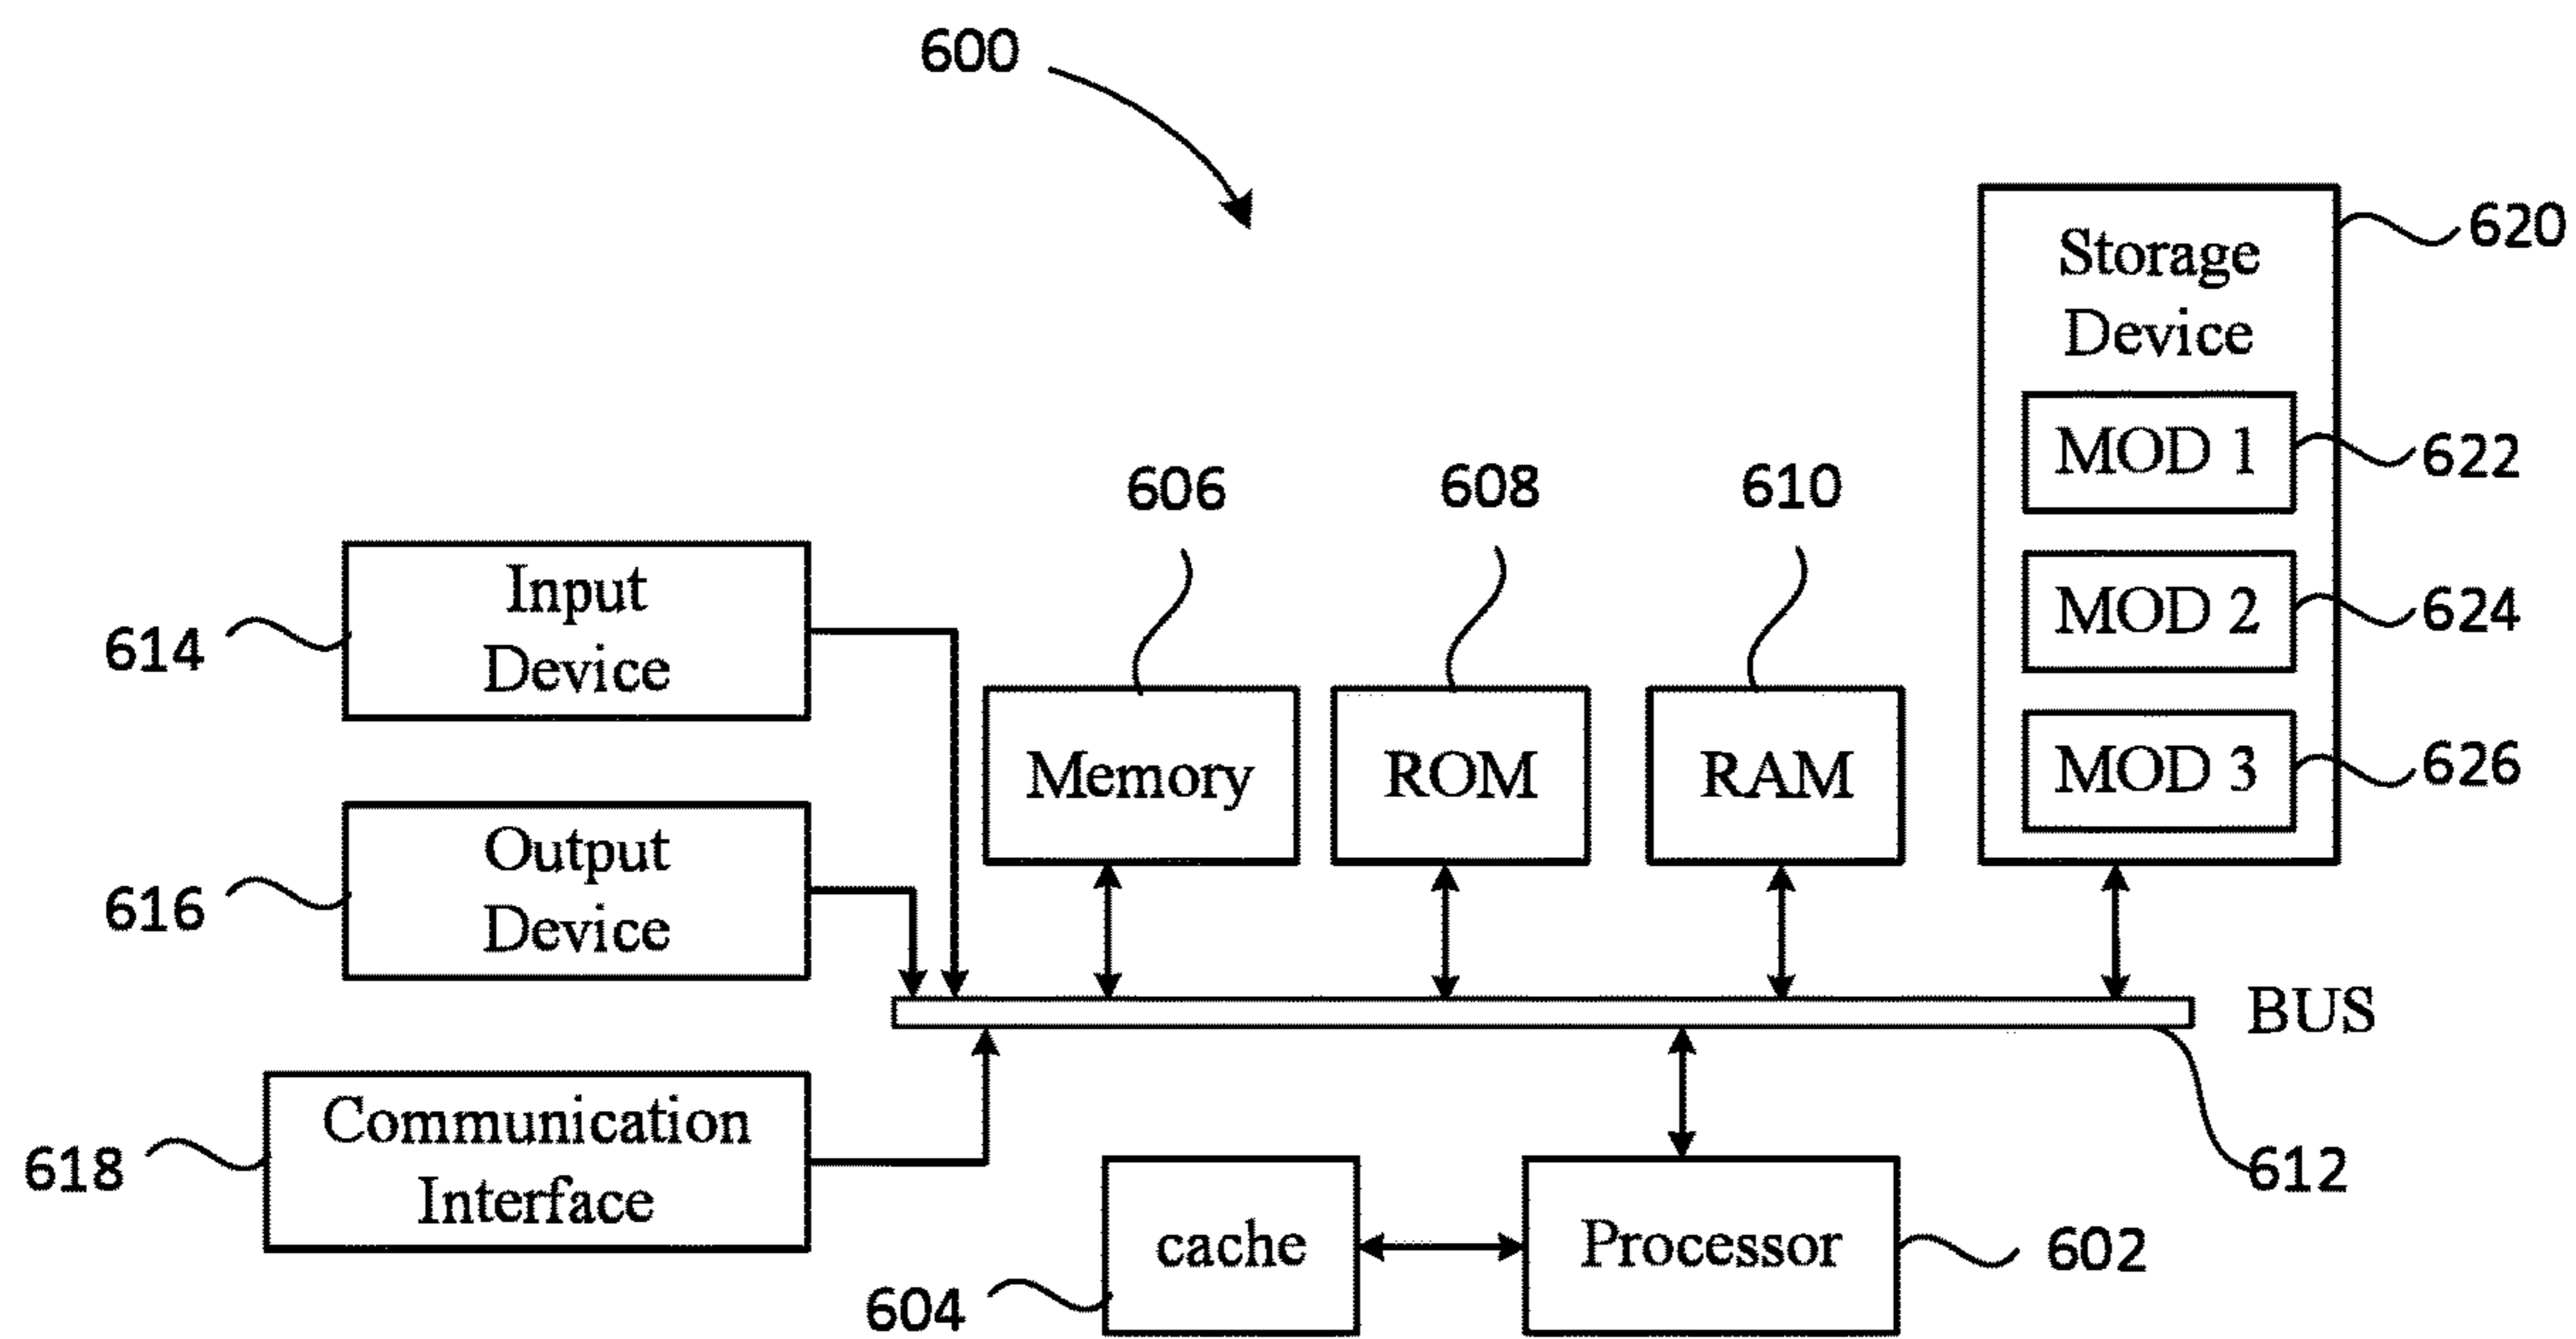 600
620
Storage
Device
MOD 1
622
MOD 2
624
MOD 3
626
606
608
610
Input
Device
614
Memory
ROM
RAM
Output
Device
616
BUS
Communication
Interface
618
612
cache
Processor
602
604